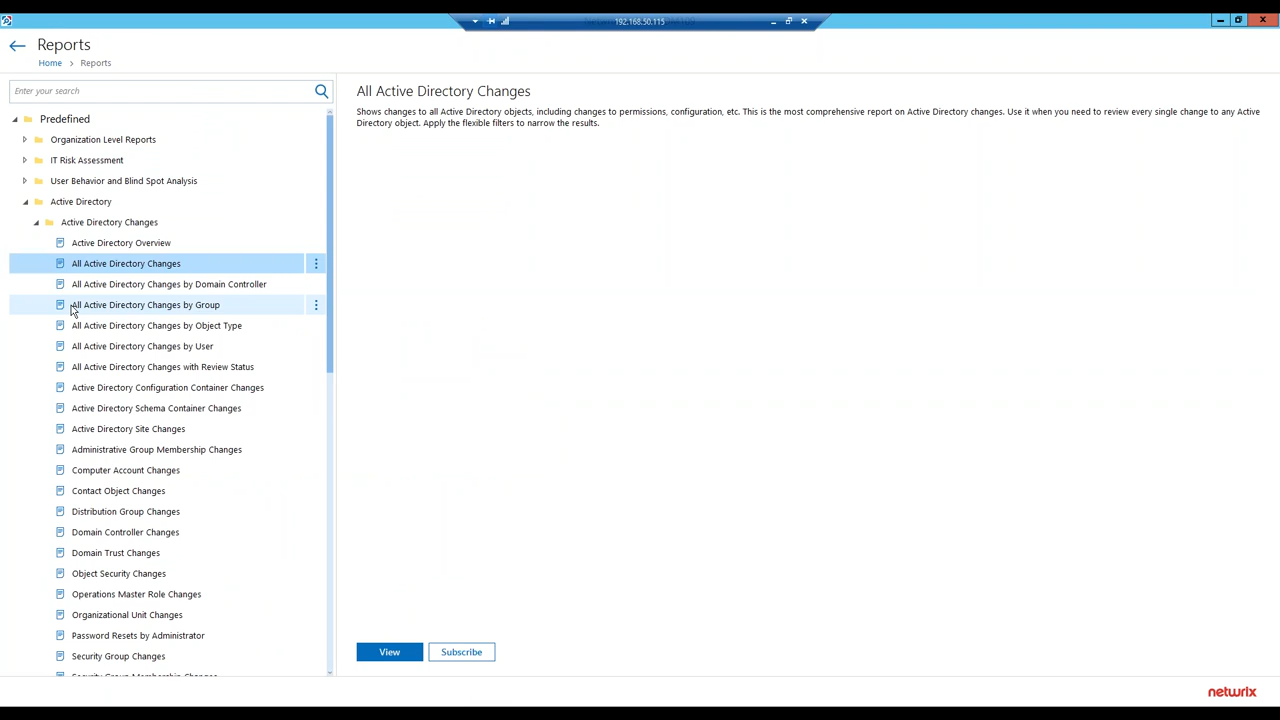 192.168.50.115
Reports
Home > Reports
Enter your search
Predefined
Organization Level Reports
IT Risk Assessment
User Behavior and Blind Spot Analysis
Active Directory
Active Directory Changes
Active Directory Overview
All Active Directory Changes
All Active Directory Changes by Domain Controller
All Active Directory Changes by Group
All Active Directory Changes by Object Type
All Active Directory Changes by User
All Active Directory Changes with Review Status
Active Directory Configuration Container Changes
Active Directory Schema Container Changes
Active Directory Site Changes
Administrative Group Membership Changes
Computer Account Changes
Contact Object Changes
Distribution Group Changes
Domain Controller Changes
Domain Trust Changes
Object Security Changes
Operations Master Role Changes
Organizational Unit Changes
Password Resets by Administrator
Security Group Changes
Security Group Membership Changes
All Active Directory Changes
Shows changes to all Active Directory objects, including changes to permissions, configuration, etc. This is the most comprehensive report on Active Directory changes. Use it when you need to review every single change to any Active
Directory object. Apply the flexible filters to narrow the results.
View
Subscribe
netwrix